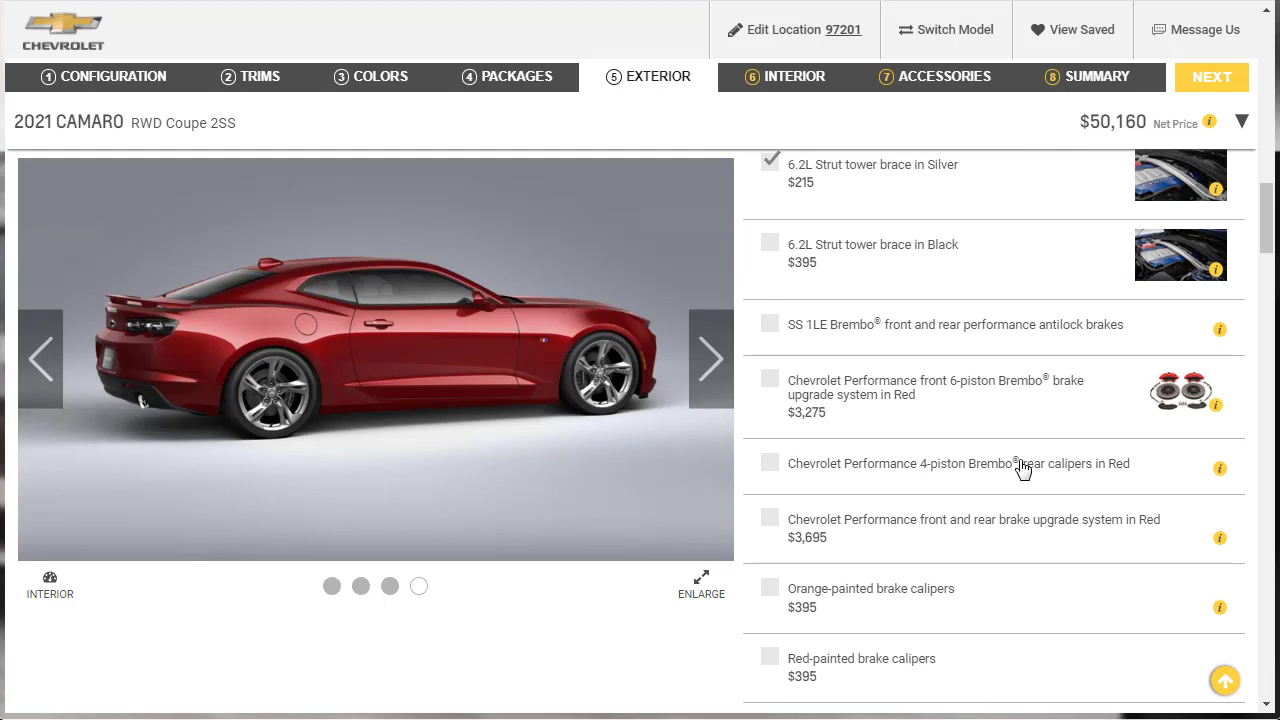 CHEVROLET
Edit Location 97201
Switch Model
View Saved
Message Us
1 CONFIGURATION
2 TRIMS
3 COLORS
4 PACKAGES
5 EXTERIOR
6 INTERIOR
7 ACCESSORIES
8 SUMMARY
NEXT
2021 CAMARO RWD Coupe 2SS
$50,160 Net Price i
6.2L Strut tower brace in Silver
$215
i
6.2L Strut tower brace in Black
$395
i
SS 1LE Brembo® front and rear performance antilock brakes
i
Chevrolet Performance front 6-piston Brembo® brake
upgrade system in Red
$3,275
i
Chevrolet Performance 4-piston Brembo® rear calipers in Red
i
Chevrolet Performance front and rear brake upgrade system in Red
$3,695
i
Orange-painted brake calipers
$395
i
Red-painted brake calipers
$395
INTERIOR
ENLARGE